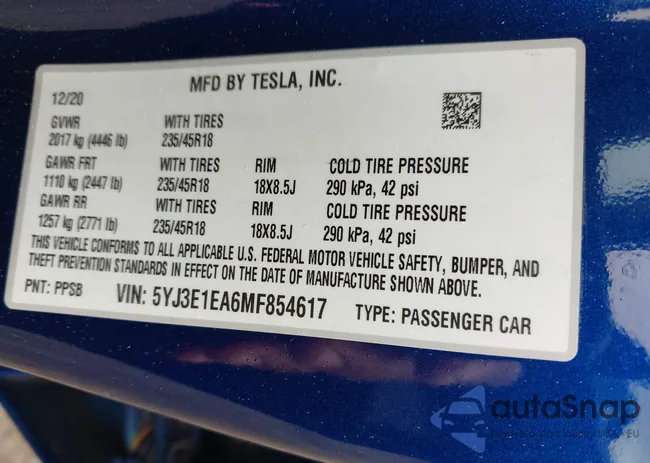 MFD BY TESLA, INC.
12/20
GVWR WITH TIRES
2017 kg (4446 lb) 235/45R18
GAWR FRT WITH TIRES RIM COLD TIRE PRESSURE
1110 kg (2447 lb) 235/45R18 18X8.5J 290 kPa, 42 psi
GAWR RR WITH TIRES RIM COLD TIRE PRESSURE
1257 kg (2771 lb) 235/45R18 18X8.5J 290 kPa, 42 psi
THIS VEHICLE CONFORMS TO ALL APPLICABLE U.S. FEDERAL MOTOR VEHICLE SAFETY, BUMPER, AND
THEFT PREVENTION STANDARDS IN EFFECT ON THE DATE OF MANUFACTURE SHOWN ABOVE.
PNT: PPSB VIN: 5YJ3E1EA6MF854617 TYPE: PASSENGER CAR
autoSnap